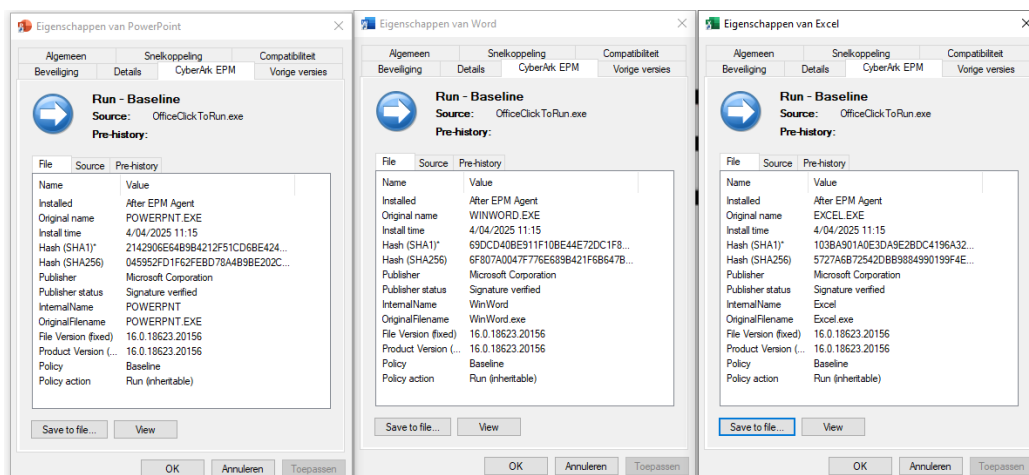 Eigenschappen van PowerPoint
Algemeen Snelkoppeling Compatibiliteit
Beveiliging Details CyberArk EPM Vorige versies
Run - Baseline
Source: OfficeClickToRun.exe
Pre-history:
File Source Pre-history
Name Value
Installed After EPM Agent
Original name POWERPNT.EXE
Install time 4/04/2025 11:15
Hash (SHA1)* 2142906E64B9B4212F51CD6BE424...
Hash (SHA256) 045952FD1F62FEBD78A4B9BE202C...
Publisher Microsoft Corporation
Publisher status Signature verified
InternalName POWERPNT
OriginalFilename POWERPNT.EXE
File Version (fixed) 16.0.18623.20156
Product Version (... 16.0.18623.20156
Policy Baseline
Policy action Run (inheritable)
Save to file... View
OK Annuleren Toepassen
Eigenschappen van Word
Algemeen Snelkoppeling Compatibiliteit
Beveiliging Details CyberArk EPM Vorige versies
Run - Baseline
Source: OfficeClickToRun.exe
Pre-history:
File Source Pre-history
Name Value
Installed After EPM Agent
Original name WINWORD.EXE
Install time 4/04/2025 11:15
Hash (SHA1)* 69DCD40BE911F10BE44E72DC1F8...
Hash (SHA256) 6F807A0047F776E689B421F6B647B...
Publisher Microsoft Corporation
Publisher status Signature verified
InternalName WinWord
OriginalFilename WinWord.exe
File Version (fixed) 16.0.18623.20156
Product Version (... 16.0.18623.20156
Policy Baseline
Policy action Run (inheritable)
Save to file... View
OK Annuleren Toepassen
Eigenschappen van Excel
Algemeen Snelkoppeling Compatibiliteit
Beveiliging Details CyberArk EPM Vorige versies
Run - Baseline
Source: OfficeClickToRun.exe
Pre-history:
File Source Pre-history
Name Value
Installed After EPM Agent
Original name EXCEL.EXE
Install time 4/04/2025 11:15
Hash (SHA1)* 103BA901A0E3DA9E2BDC4196A32...
Hash (SHA256) 5727A6B72542DBB9884990199F4E...
Publisher Microsoft Corporation
Publisher status Signature verified
InternalName Excel
OriginalFilename Excel.exe
File Version (fixed) 16.0.18623.20156
Product Version (... 16.0.18623.20156
Policy Baseline
Policy action Run (inheritable)
Save to file... View
OK Annuleren Toepassen